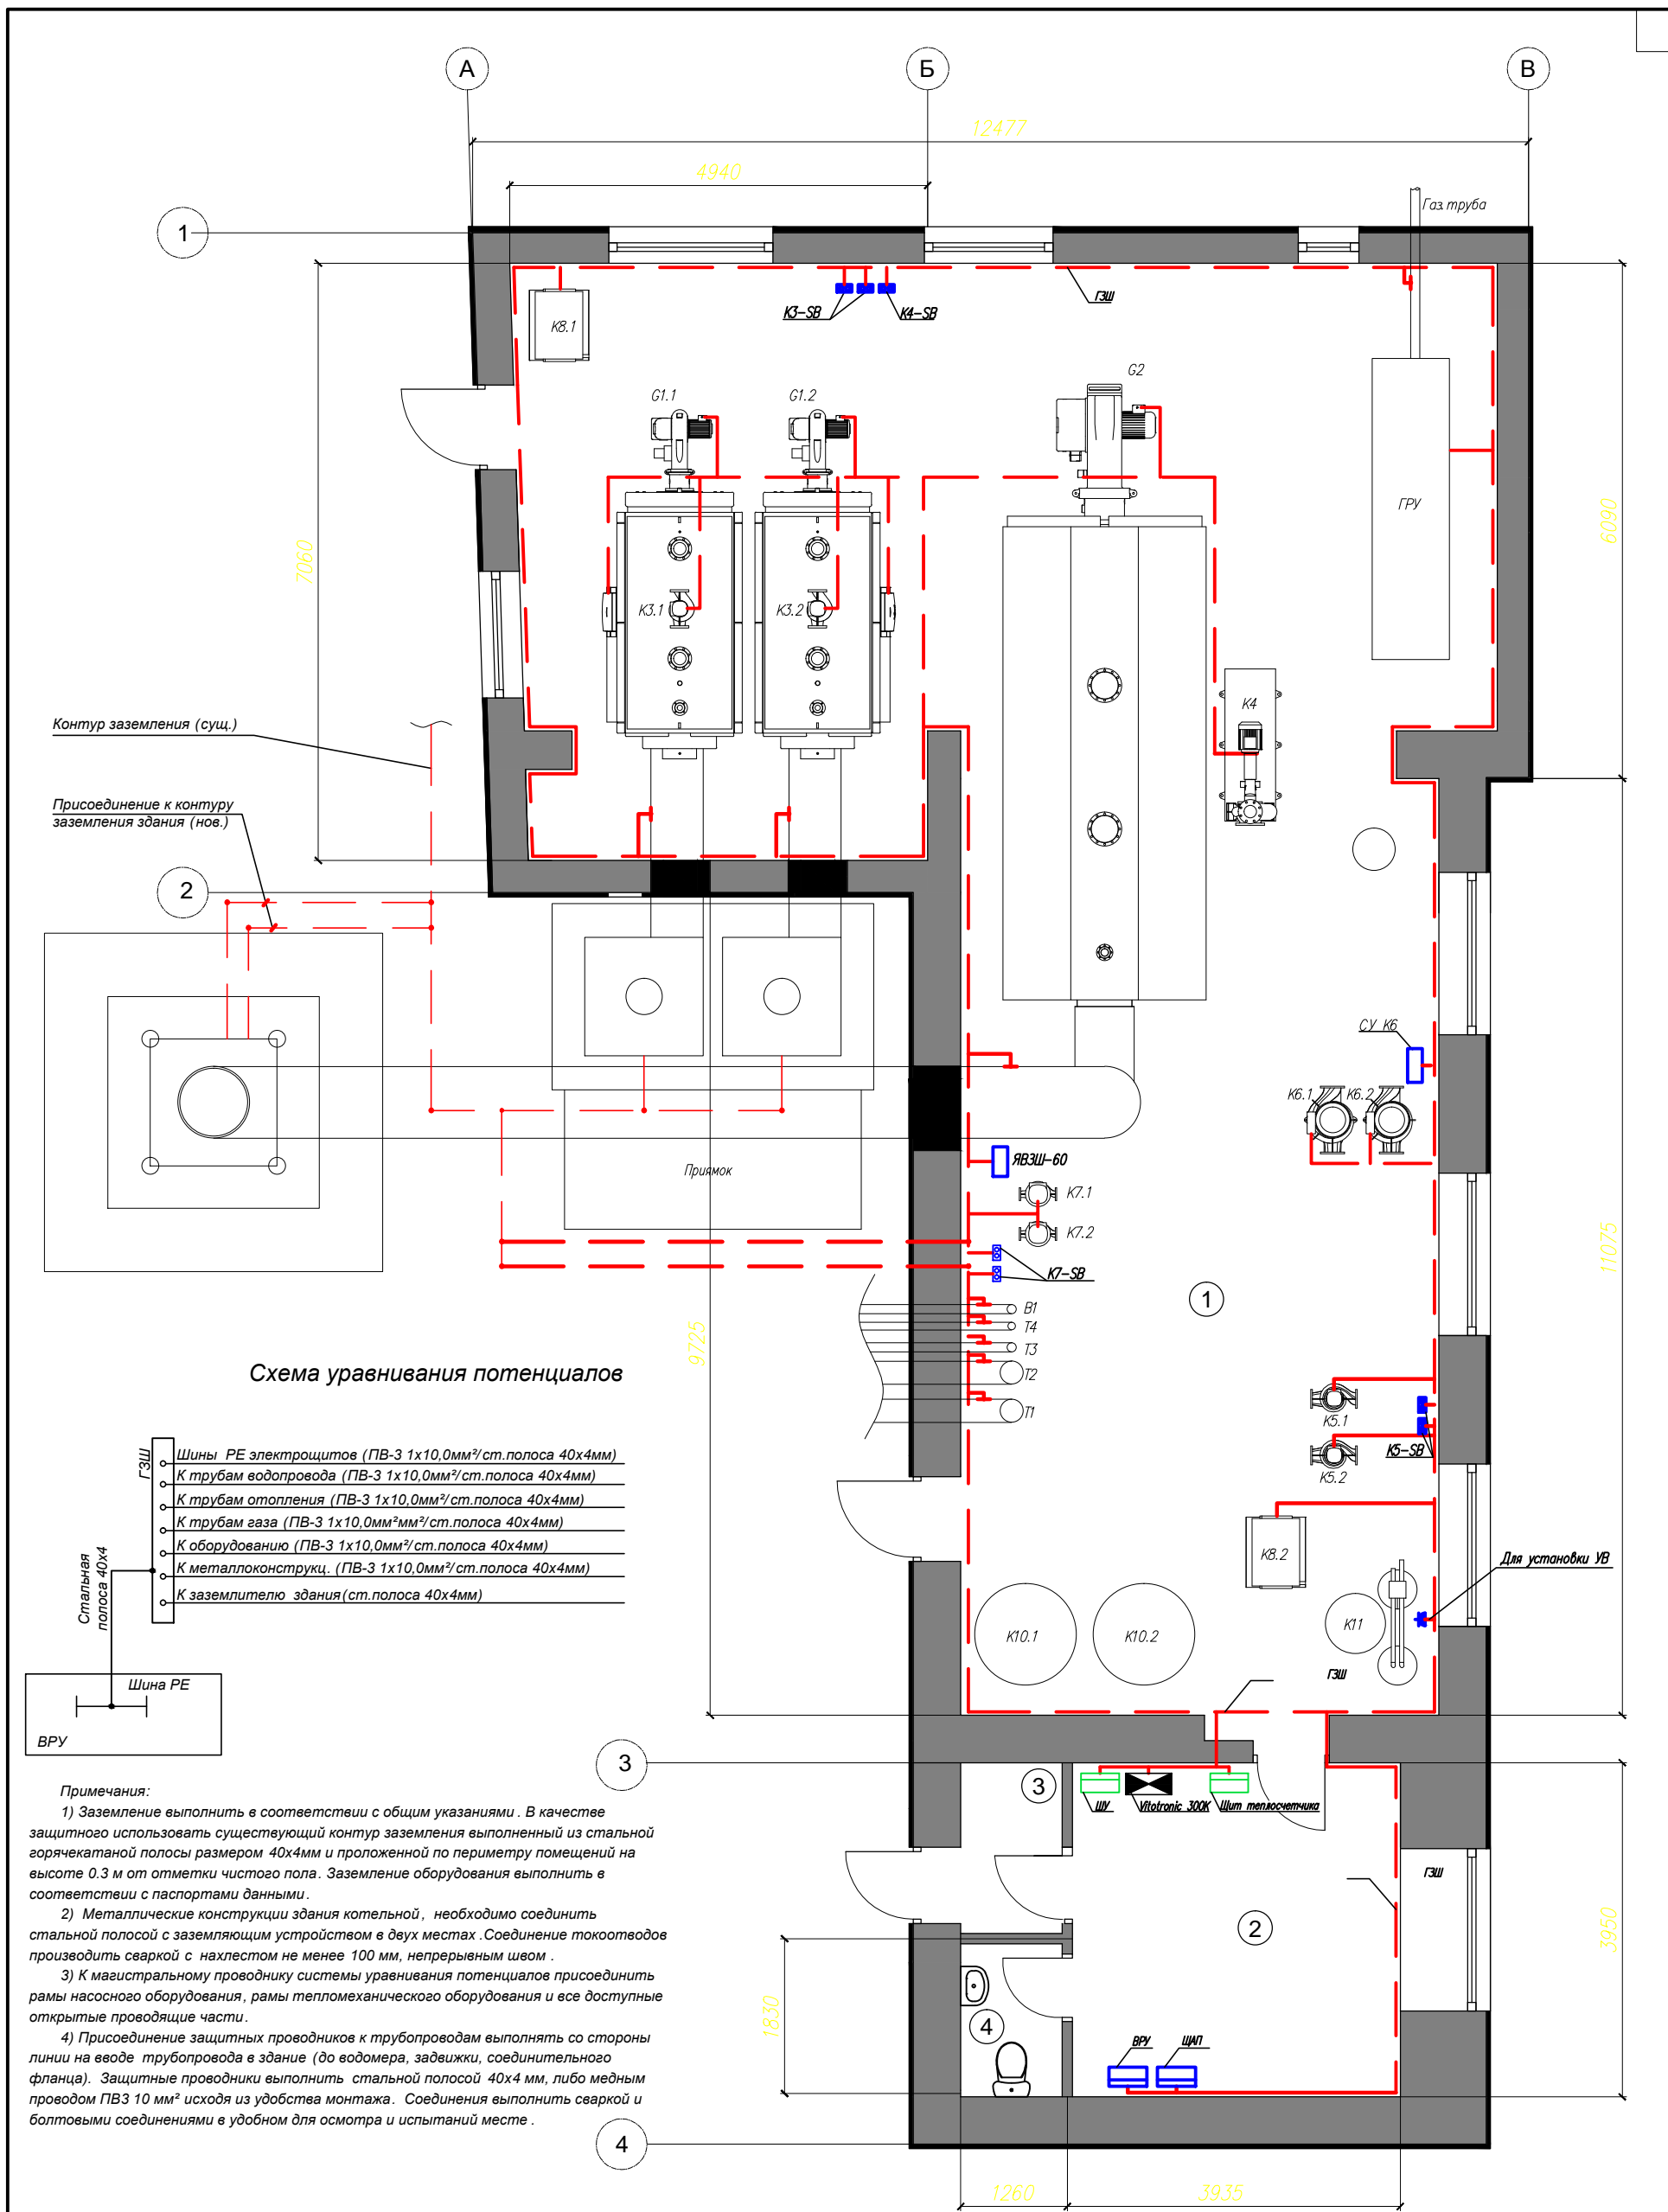 А
Б
В
12477
4940
1
Газ. труба
ГЗШ
К3-SB
К4-SB
К8.1
G1.1
G1.2
G2
ГРУ
7060
6090
К3.1
К3.2
К4
Контур заземления (сущ.)
Присоединение к контуру
заземления здания (нов.)
2
СУ К6
К6.1
К6.2
ЯВЗШ-60
Приямок
К7.1
К7.2
К7-SB
11075
1
В1
Т4
Т3
Т2
Т1
9725
К5.1
К5-SB
К5.2
Схема уравнивания потенциалов
ГЗШ
Шины РЕ электрощитов (ПВ-3 1х10,0мм²/ст.полоса 40х4мм)
К трубам водопровода (ПВ-3 1х10,0мм²/ст.полоса 40х4мм)
К трубам отопления (ПВ-3 1х10,0мм²/ст.полоса 40х4мм)
К трубам газа (ПВ-3 1х10,0мм²мм²/ст.полоса 40х4мм)
К оборудованию (ПВ-3 1х10,0мм²/ст.полоса 40х4мм)
К металлоконструкц. (ПВ-3 1х10,0мм²/ст.полоса 40х4мм)
К заземлителю здания(ст.полоса 40х4мм)
Стальная
полоса 40х4
Шина РЕ
ВРУ
К8.2
Для установки УВ
К10.1
К10.2
К11
ГЗШ
3
3
ШУ
Vitotronic 300K
Щит теплосчетчика
ГЗШ
2
3950
1830
4
ВРУ
ЩАП
4
1260
3935
Примечания:
1) Заземление выполнить в соответствии с общим указаниями. В качестве
защитного использовать существующий контур заземления выполненный из стальной
горячекатаной полосы размером 40х4мм и проложенной по периметру помещений на
высоте 0.3 м от отметки чистого пола. Заземление оборудования выполнить в
соответствии с паспортами данными.
2) Металлические конструкции здания котельной, необходимо соединить
стальной полосой с заземляющим устройством в двух местах.Соединение токоотводов
производить сваркой с нахлестом не менее 100 мм, непрерывным швом.
3) К магистральному проводнику системы уравнивания потенциалов присоединить
рамы насосного оборудования, рамы тепломеханического оборудования и все доступные
открытые проводящие части.
4) Присоединение защитных проводников к трубопроводам выполнять со стороны
линии на вводе трубопровода в здание (до водомера, задвижки, соединительного
фланца). Защитные проводники выполнить стальной полосой 40х4 мм, либо медным
проводом ПВ3 10 мм² исходя из удобства монтажа. Соединения выполнить сваркой и
болтовыми соединениями в удобном для осмотра и испытаний месте.